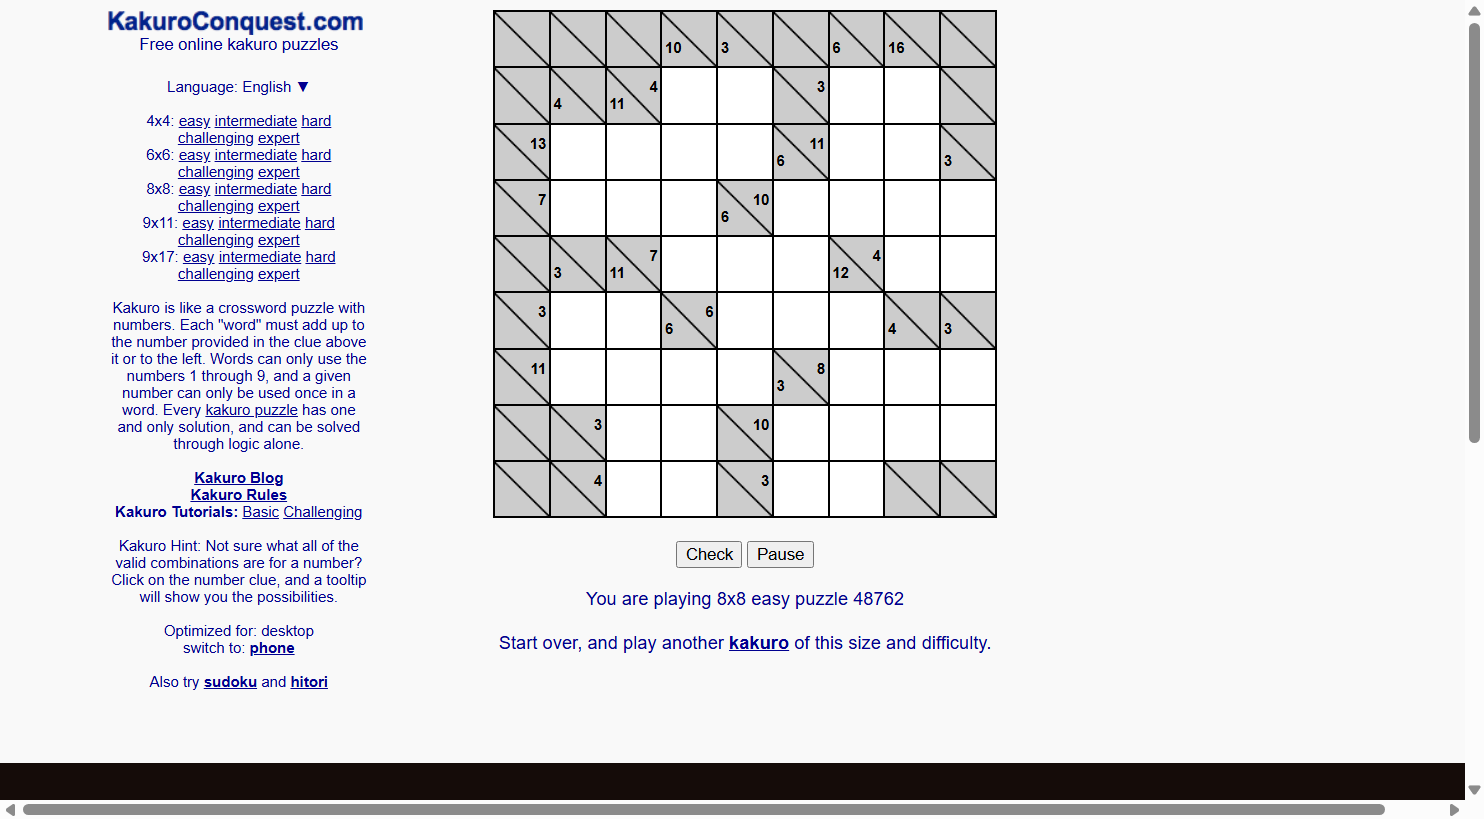 KakuroConquest.com
Free online kakuro puzzles
Language: English ▼
4x4: easy intermediate hard
challenging expert
6x6: easy intermediate hard
challenging expert
8x8: easy intermediate hard
challenging expert
9x11: easy intermediate hard
challenging expert
9x17: easy intermediate hard
challenging expert
Kakuro is like a crossword puzzle with
numbers. Each "word" must add up to
the number provided in the clue above
it or to the left. Words can only use the
numbers 1 through 9, and a given
number can only be used once in a
word. Every kakuro puzzle has one
and only solution, and can be solved
through logic alone.
Kakuro Blog
Kakuro Rules
Kakuro Tutorials: Basic Challenging
Kakuro Hint: Not sure what all of the
valid combinations are for a number?
Click on the number clue, and a tooltip
will show you the possibilities.
Optimized for: desktop
switch to: phone
Also try sudoku and hitori
10 3 6 16
4 11 4 3
13 6 11 3
7 6 10
3 11 7 12 4
3 6 6 4 3
11 3 8
3 10
4 3
Check Pause
You are playing 8x8 easy puzzle 48762
Start over, and play another kakuro of this size and difficulty.